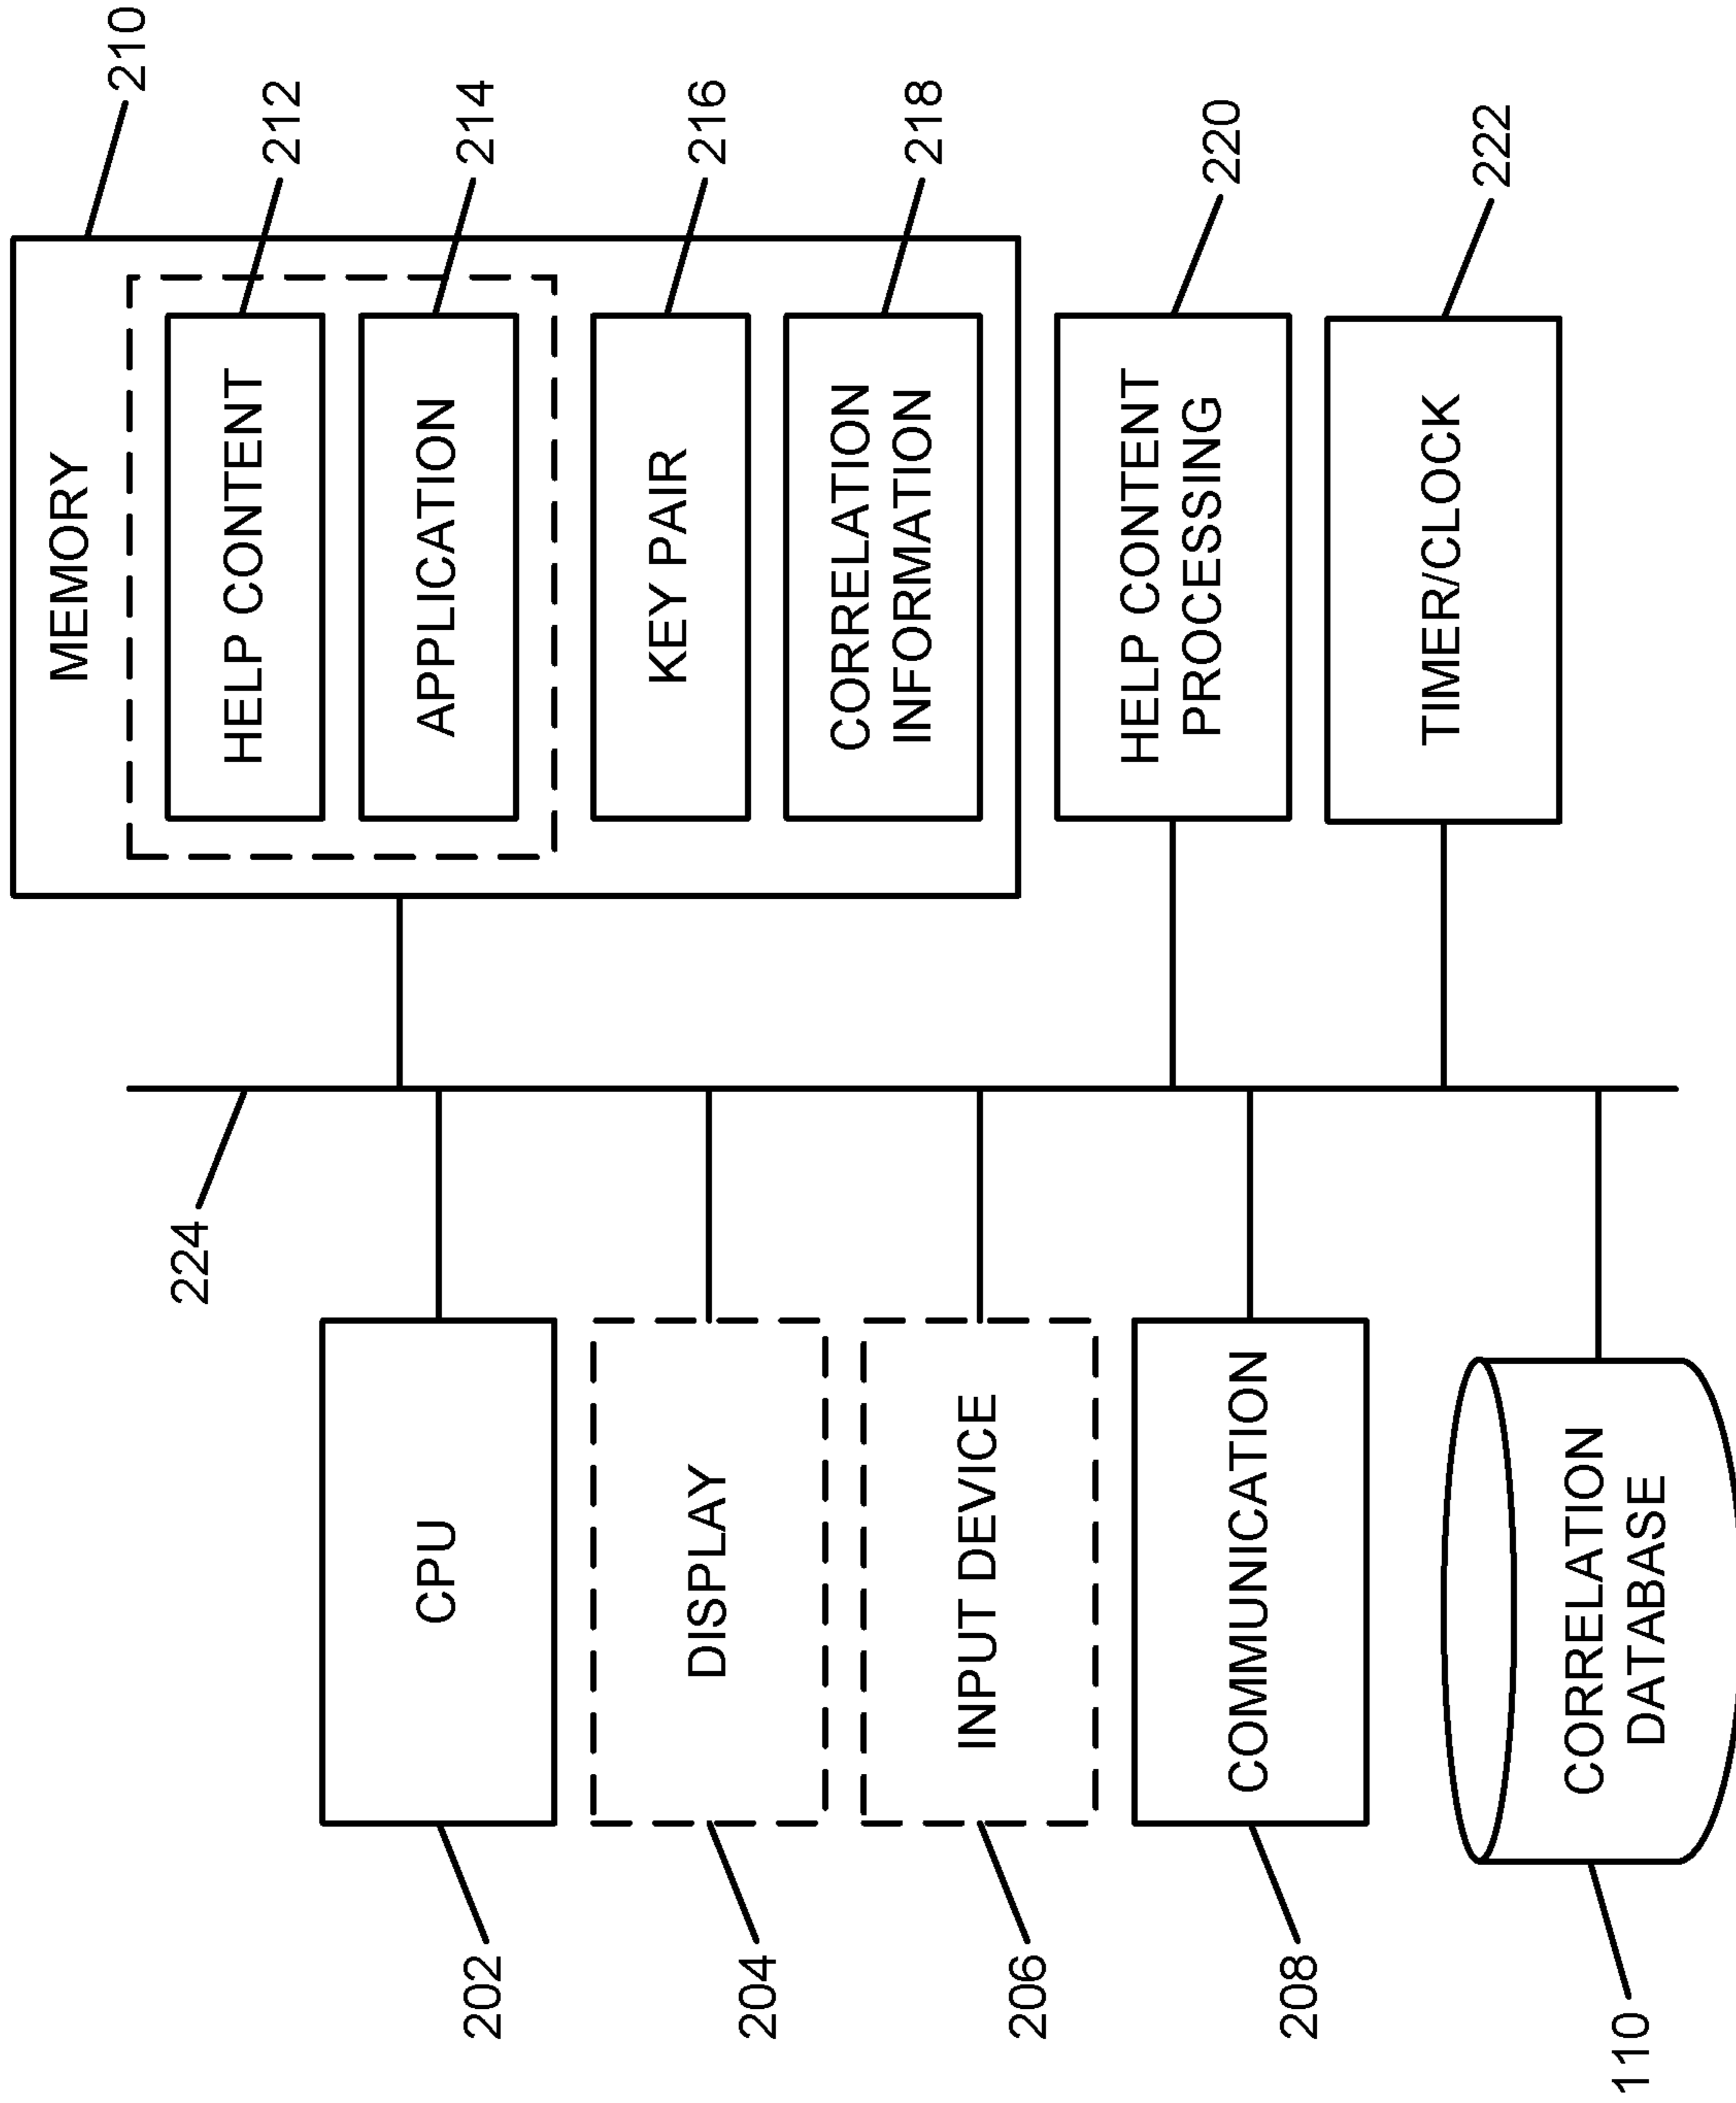 210
MEMORY
212
HELP CONTENT
214
APPLICATION
216
KEY PAIR
218
CORRELATION
INFORMATION
220
HELP CONTENT
PROCESSING
222
TIMER/CLOCK
224
CPU
202
DISPLAY
204
INPUT DEVICE
206
COMMUNICATION
208
CORRELATION
DATABASE
110